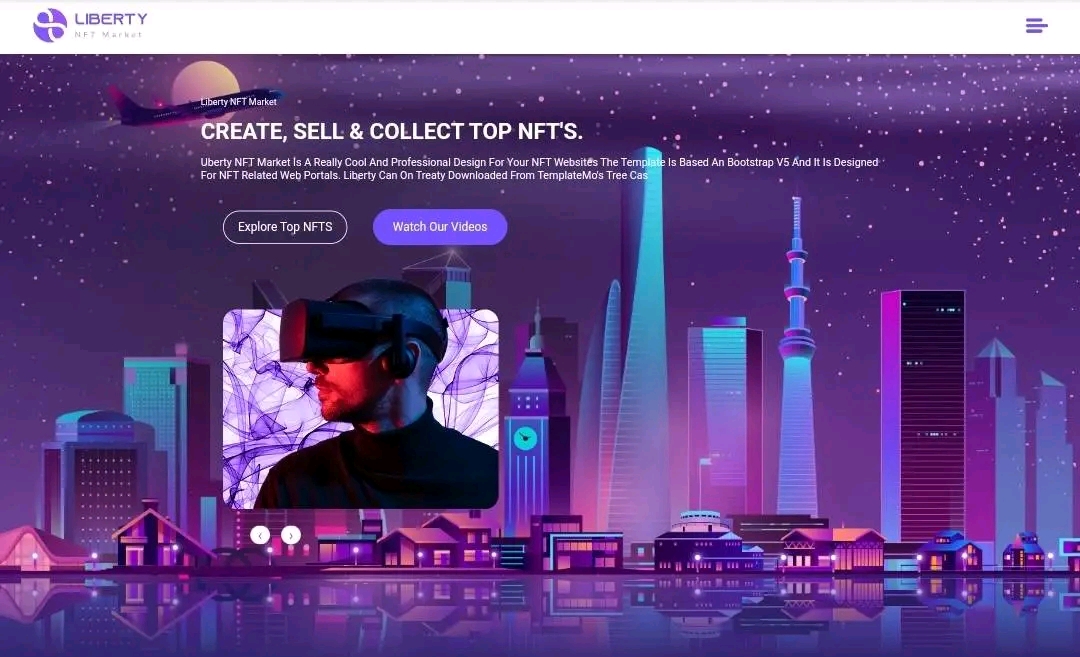 LIBERTY
NFT Market
Liberty NFT Market
CREATE, SELL & COLLECT TOP NFT'S.
Uberty NFT Market Is A Really Cool And Professional Design For Your NFT Websites The Template Is Based An Bootstrap V5 And It Is Designed
For NFT Related Web Portals. Liberty Can On Treaty Downloaded From TemplateMo's Tree Cas
Explore Top NFTS
Watch Our Videos